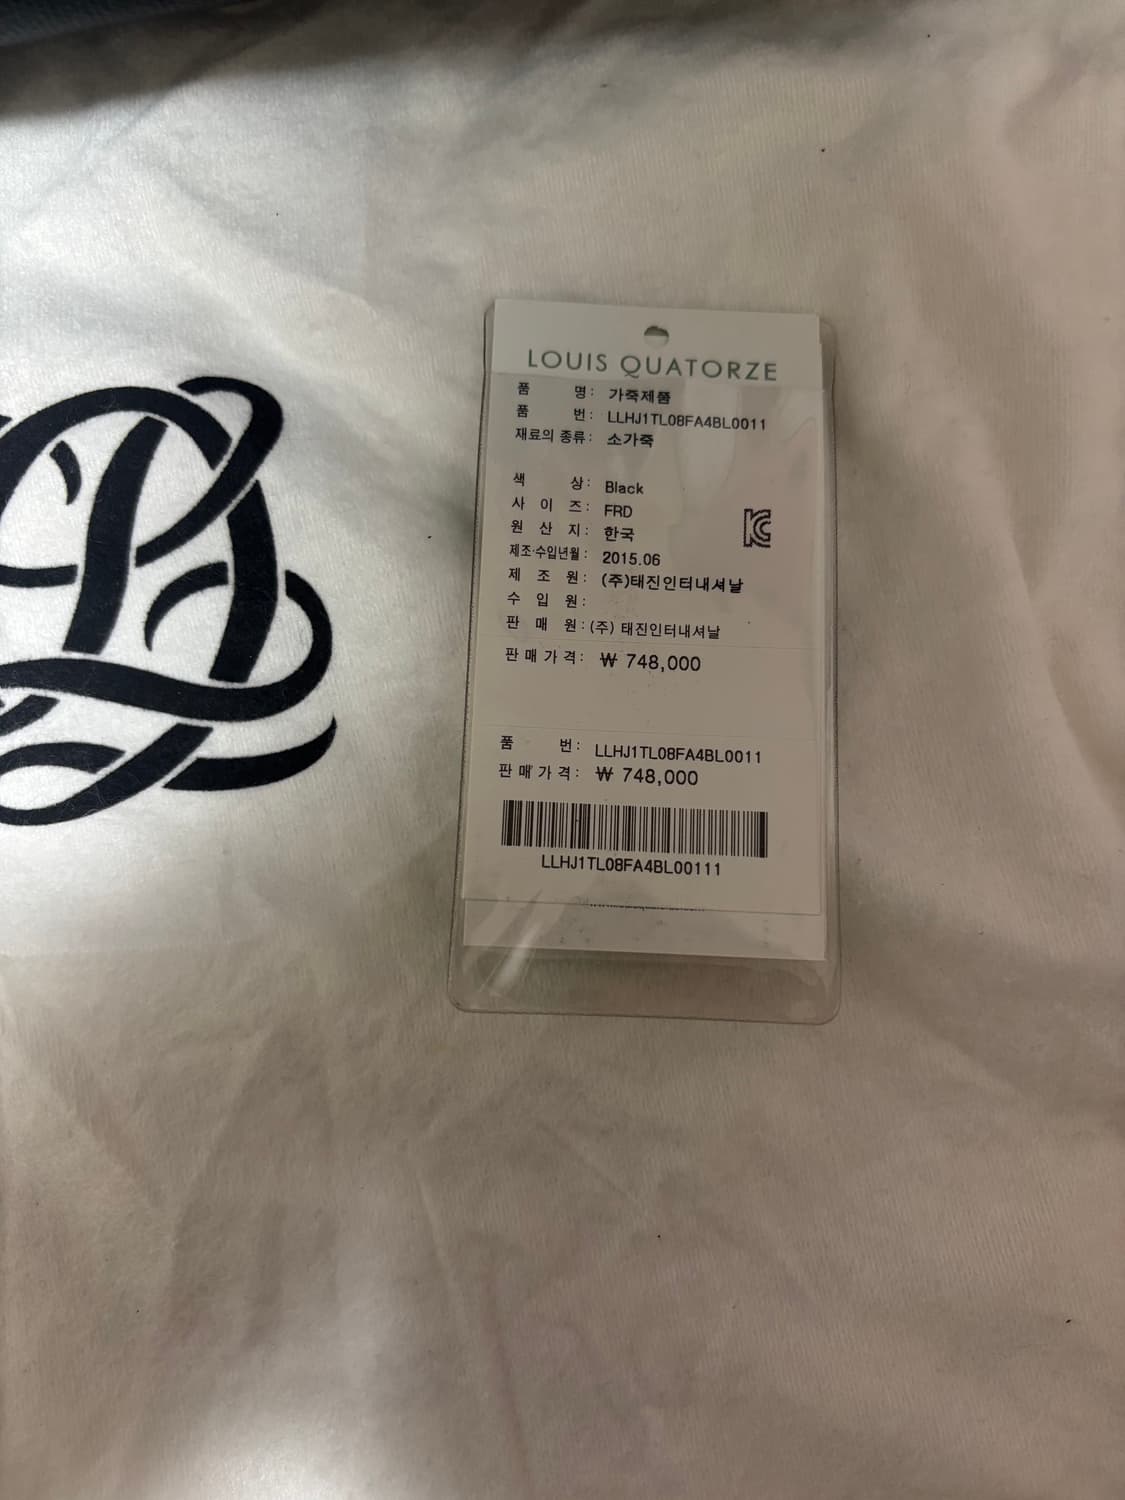 LOUIS QUATORZE
품 명: 가죽제품
품 번: LLHJ1TL08FA4BL0011
재료의 종류: 소가죽
색 상: Black
사 이 즈: FRD
원 산 지: 한국
제조·수입년월: 2015.06
제 조 원: (주)태진인터내셔날
수 입 원:
판 매 원: (주) 태진인터내셔날
판 매 가 격: ₩ 748,000
품 번: LLHJ1TL08FA4BL0011
판 매 가 격: ₩ 748,000
LLHJ1TL08FA4BL00111